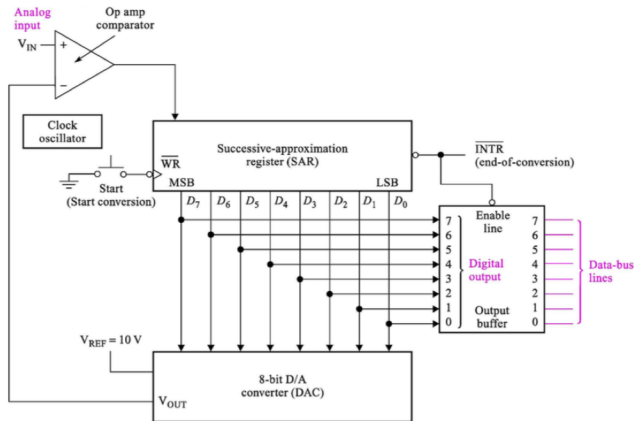 Analog
input
Op amp
comparator
V_IN
+
−
Clock
oscillator
Successive-approximation
register (SAR)
WR
MSB
LSB
INTR
(end-of-conversion)
Start
(Start conversion)
D7 D6 D5 D4 D3 D2 D1 D0
Enable
line
7 7
6 6
5 5
4 4
3 3
2 2
1 1
0 0
Digital
output
Output
buffer
Data-bus
lines
V_REF = 10 V
8-bit D/A
converter (DAC)
V_OUT